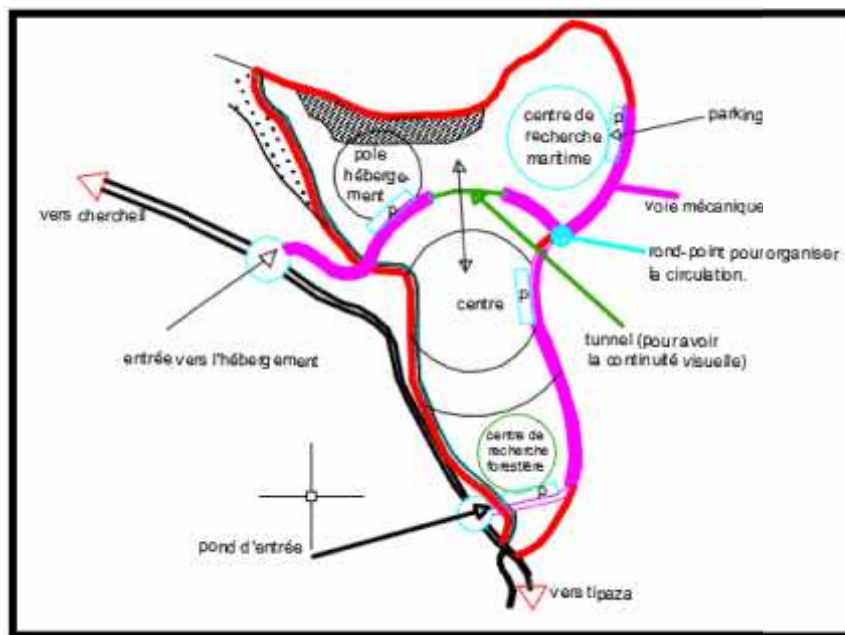 centre de
recherche
maritime
p
parking
pole
héberge-
ment
p
voie mécanique
vers cherchell
rond-point pour organiser
la circulation.
centre
p
tunnel (pour avoir
la continuité visuelle)
entrée vers l'hébergement
centre de
recherche
forestière
p
pond d'entrée
vers tipaza